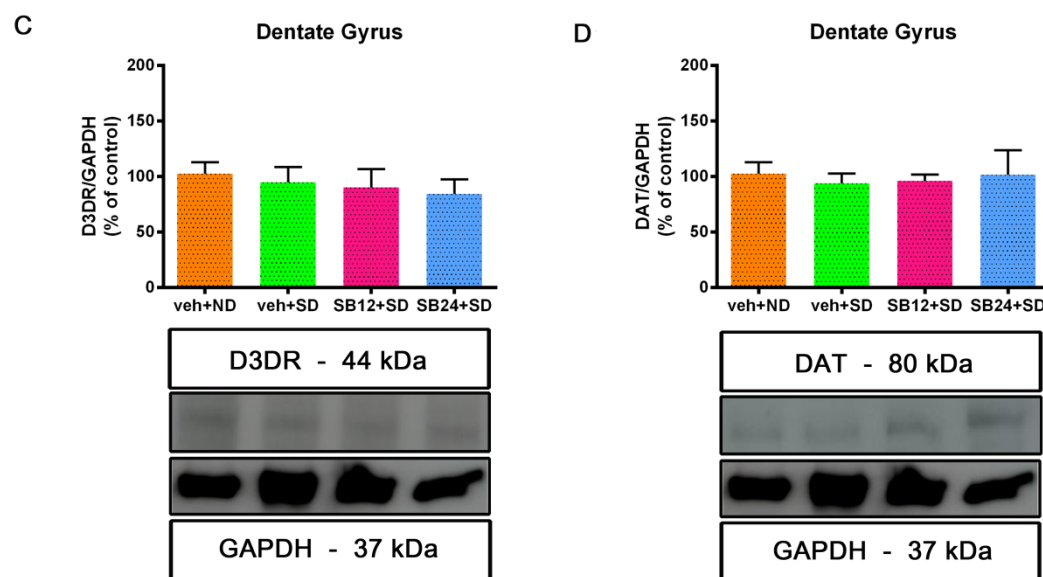 C
Dentate Gyrus
D3DR/GAPDH
(% of control)
200
150
100
50
0
veh+ND veh+SD SB12+SD SB24+SD
D3DR - 44 kDa
GAPDH - 37 kDa
D
Dentate Gyrus
DAT/GAPDH
(% of control)
200
150
100
50
0
veh+ND veh+SD SB12+SD SB24+SD
DAT - 80 kDa
GAPDH - 37 kDa